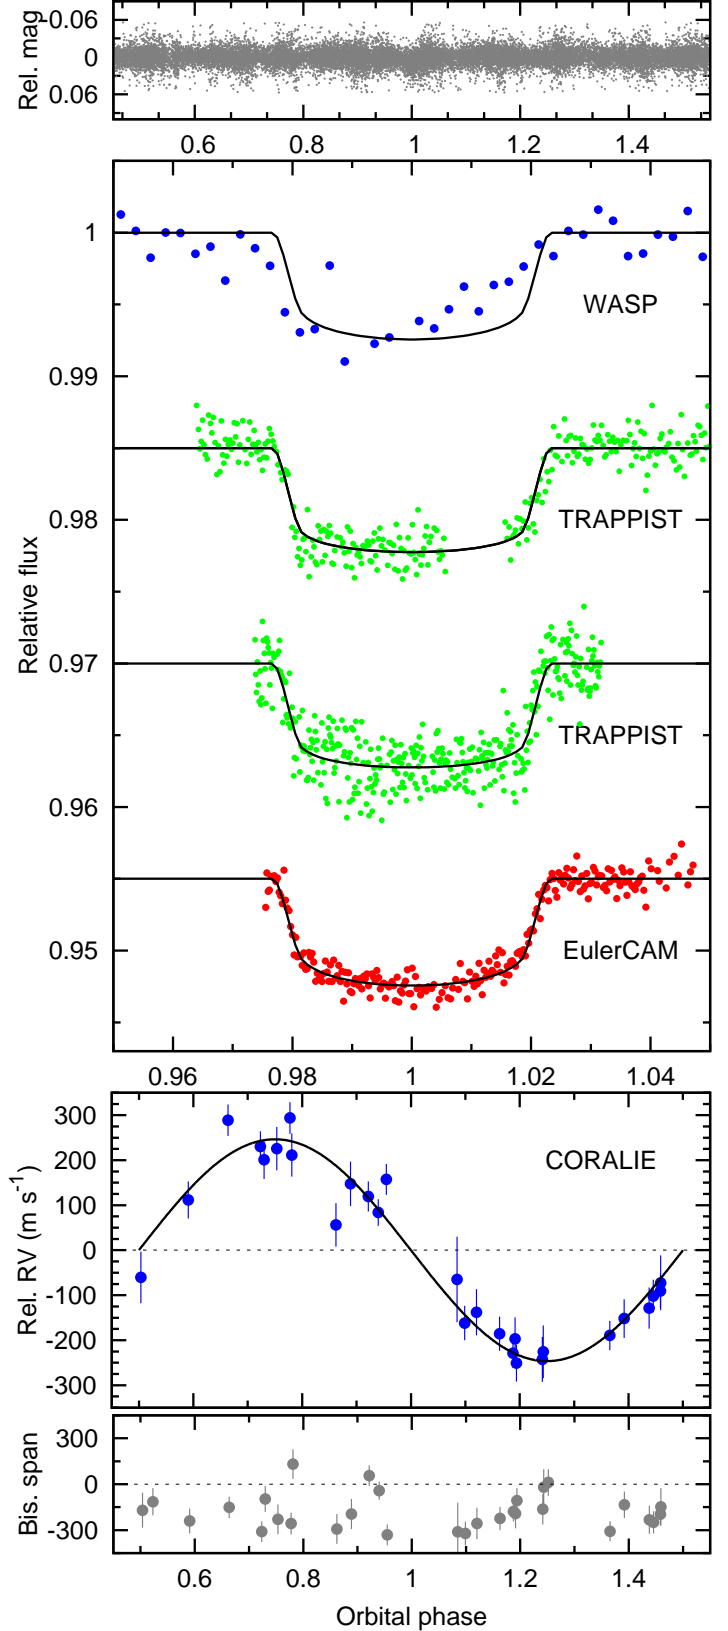 -0.06
0
0.06
Rel. mag
0.6 0.8 1 1.2 1.4
1
WASP
0.99
0.98
TRAPPIST
Relative flux
0.97
TRAPPIST
0.96
0.95
EulerCAM
0.96 0.98 1 1.02 1.04
300
200
100
0
-100
-200
-300
Rel. RV (m s-1)
CORALIE
300
0
-300
Bis. span
0.6 0.8 1 1.2 1.4
Orbital phase